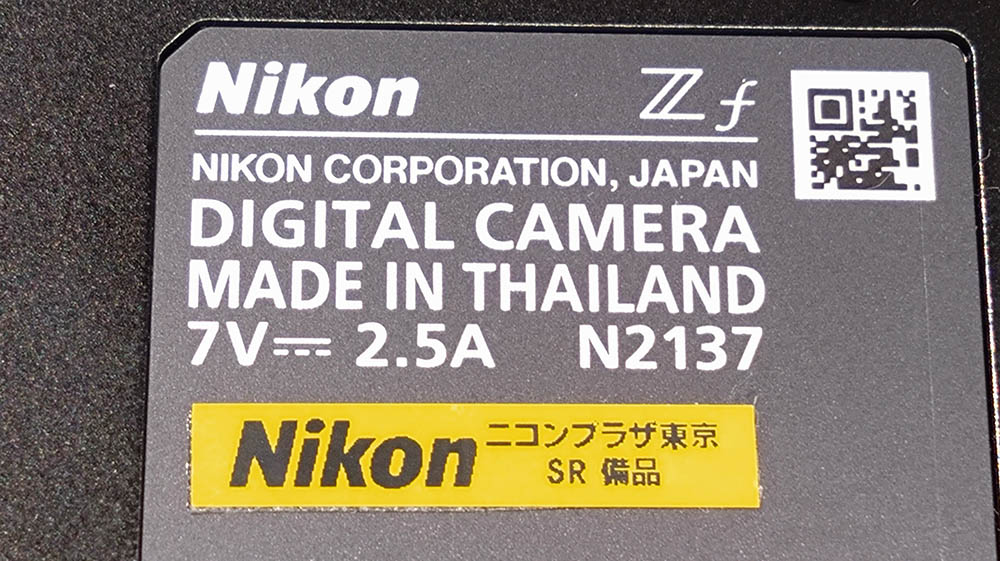 Nikon Z f
NIKON CORPORATION, JAPAN
DIGITAL CAMERA
MADE IN THAILAND
7V⎓ 2.5A N2137
Nikon ニコンプラザ東京
SR 備品